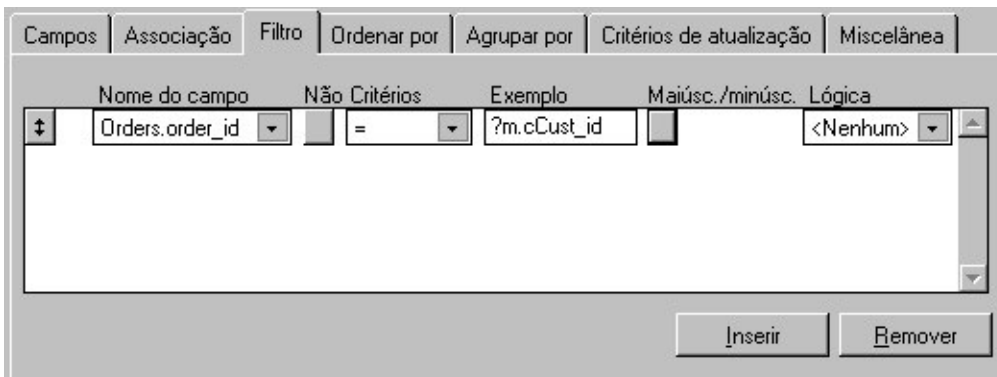 Campos Associação Filtro Ordenar por Agrupar por Critérios de atualização Miscelânea
Nome do campo Não Critérios Exemplo Maiúsc./minúsc. Lógica
Orders.order_id = ?m.cCust_id <Nenhum>
Inserir Remover